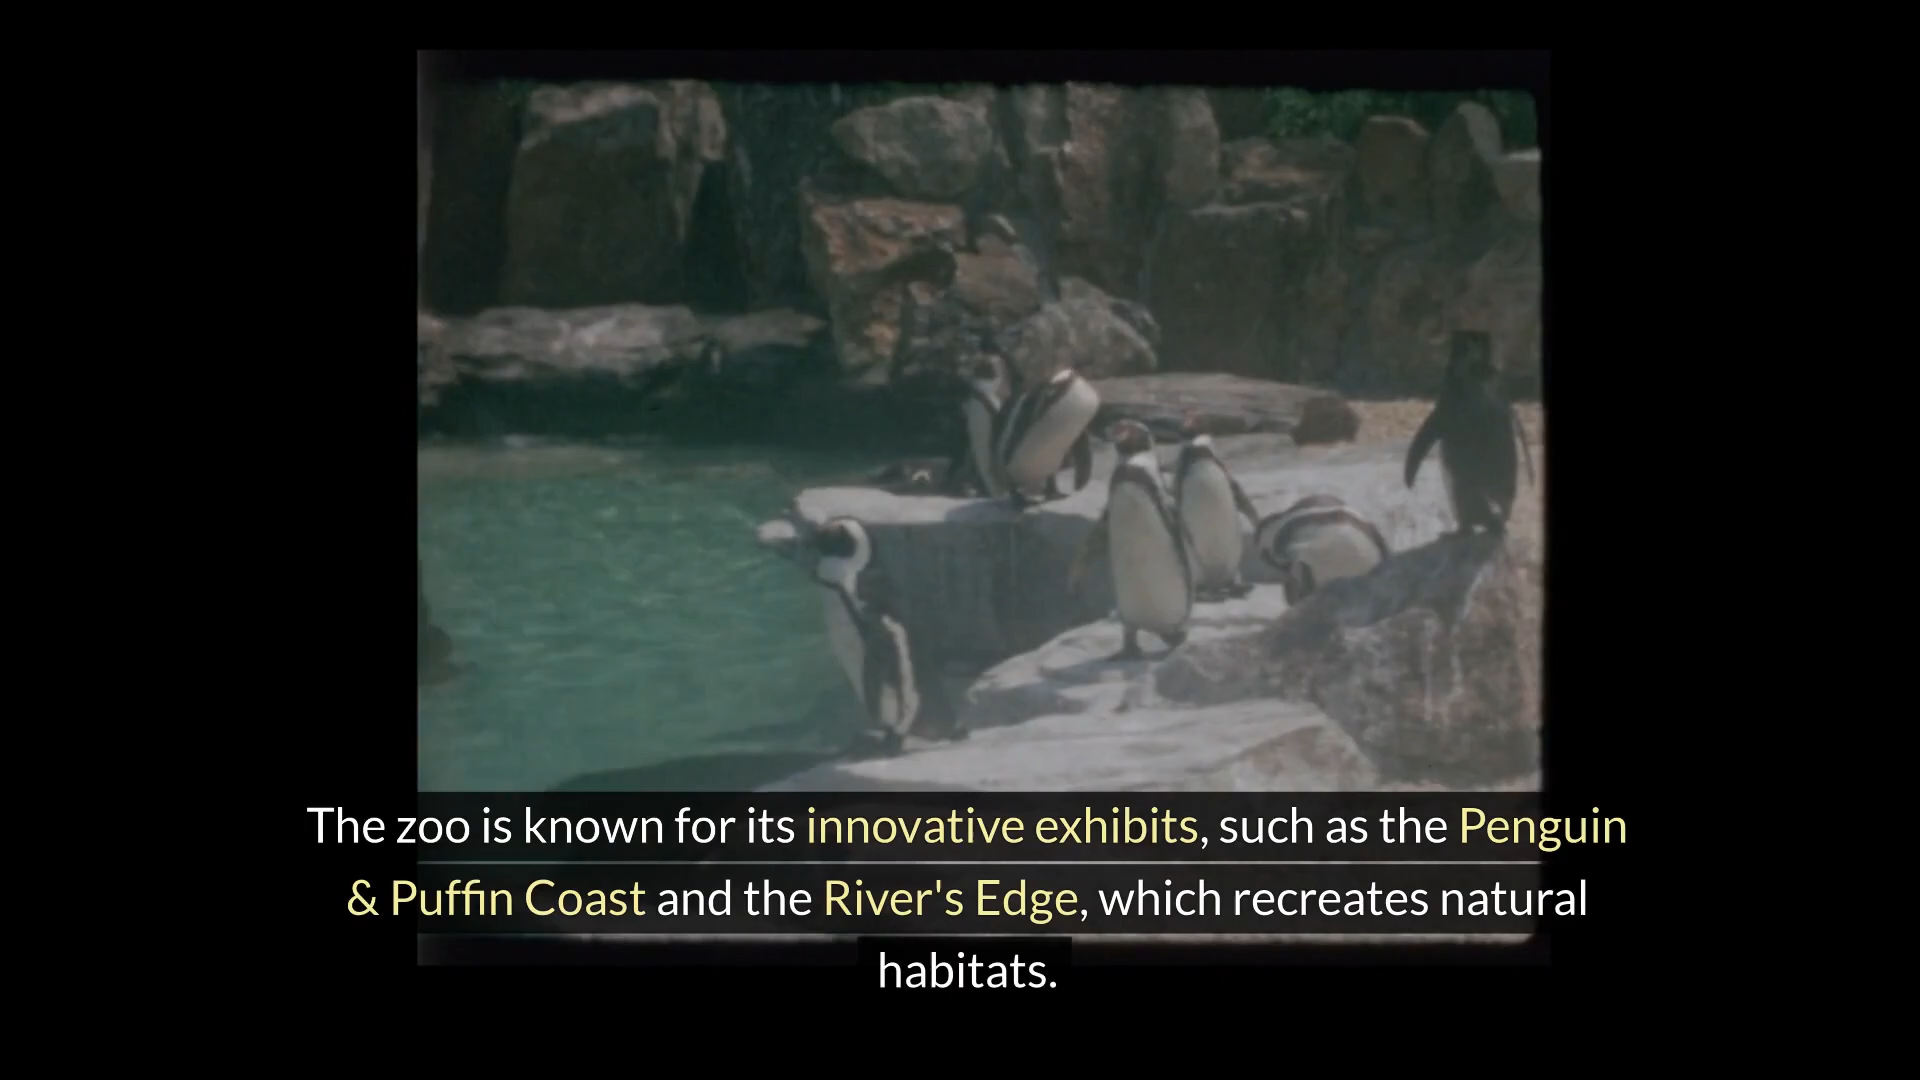 The zoo is known for its innovative exhibits, such as the Penguin
& Puffin Coast and the River's Edge, which recreates natural
habitats.